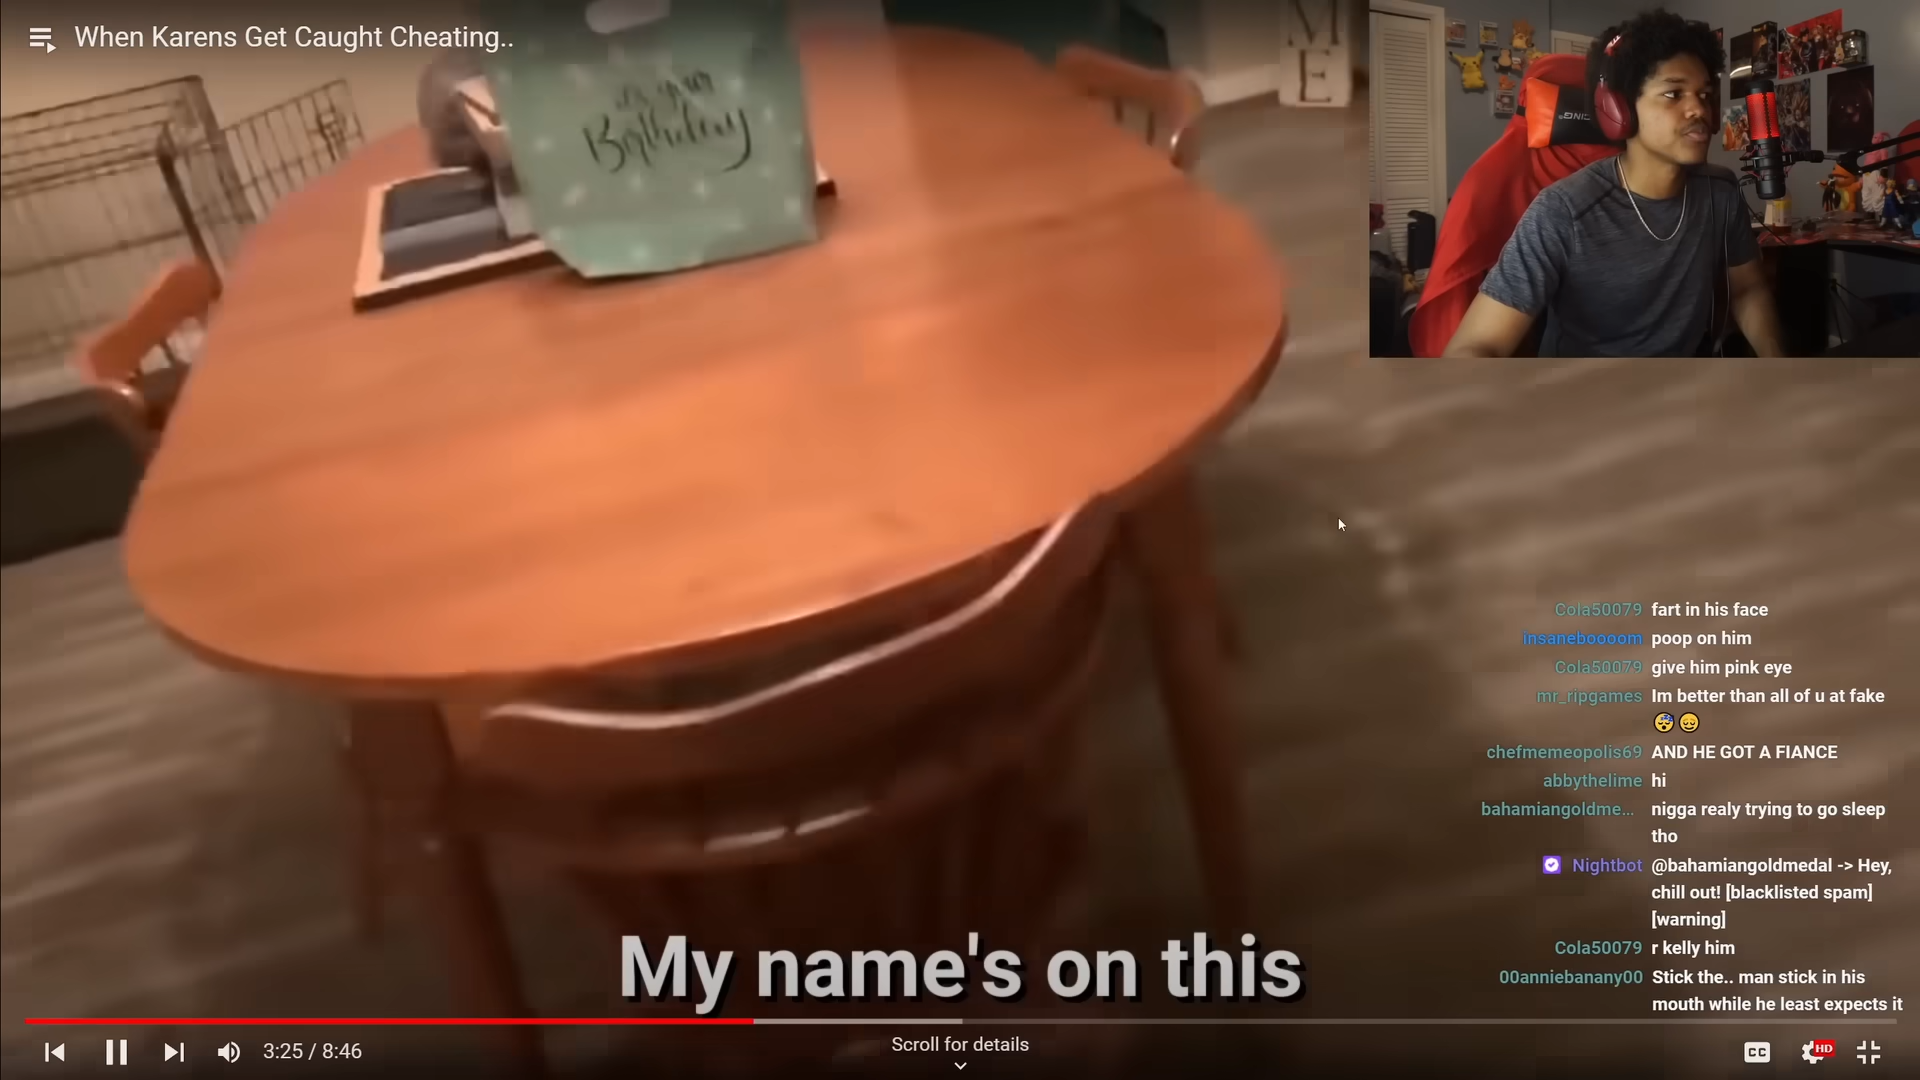 When Karens Get Caught Cheating..
M
E
it's your
Birthday
Cola50079 fart in his face
Insaneboooom poop on him
Cola50079 give him pink eye
mr_ripgames Im better than all of u at fake
😴😌
chefmemeopolis69 AND HE GOT A FIANCE
abbythelime hi
bahamiangoldme... nigga realy trying to go sleep
tho
Nightbot @bahamiangoldmedal -> Hey,
chill out! [blacklisted spam]
[warning]
Cola50079 r kelly him
00anniebanany00 Stick the.. man stick in his
mouth while he least expects it
My name's on this
3:25 / 8:46
Scroll for details
CC
HD